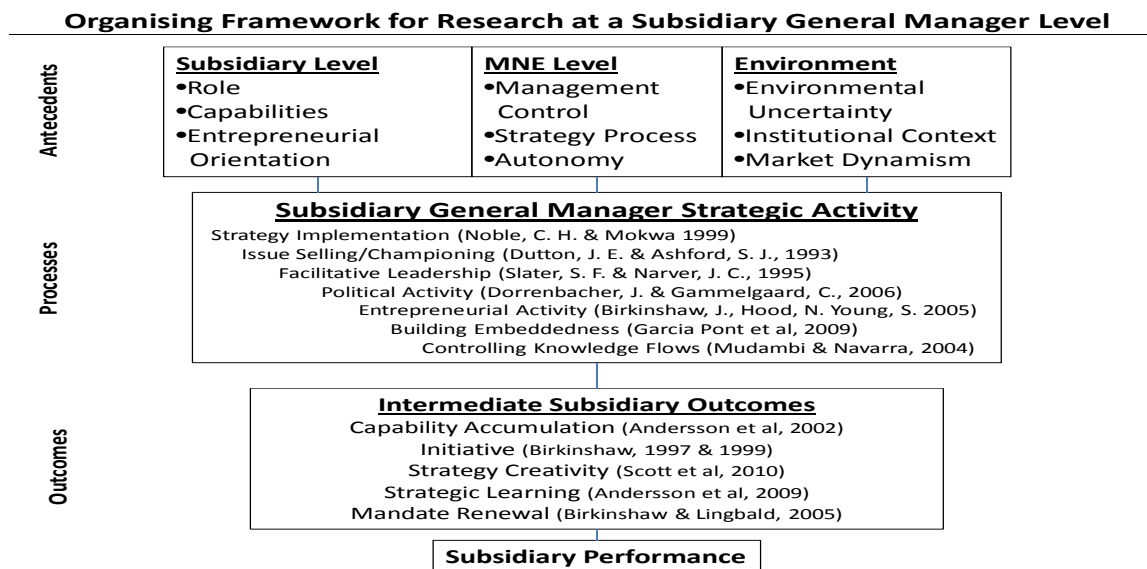 Organising Framework for Research at a Subsidiary General Manager Level
Antecedents
Subsidiary Level
•Role
•Capabilities
•Entrepreneurial
Orientation
MNE Level
•Management
Control
•Strategy Process
•Autonomy
Environment
•Environmental
Uncertainty
•Institutional Context
•Market Dynamism
Processes
Subsidiary General Manager Strategic Activity
Strategy Implementation (Noble, C. H. & Mokwa 1999)
Issue Selling/Championing (Dutton, J. E. & Ashford, S. J., 1993)
Facilitative Leadership (Slater, S. F. & Narver, J. C., 1995)
Political Activity (Dorrenbacher, J. & Gammelgaard, C., 2006)
Entrepreneurial Activity (Birkinshaw, J., Hood, N. Young, S. 2005)
Building Embeddedness (Garcia Pont et al, 2009)
Controlling Knowledge Flows (Mudambi & Navarra, 2004)
Outcomes
Intermediate Subsidiary Outcomes
Capability Accumulation (Andersson et al, 2002)
Initiative (Birkinshaw, 1997 & 1999)
Strategy Creativity (Scott et al, 2010)
Strategic Learning (Andersson et al, 2009)
Mandate Renewal (Birkinshaw & Lingbald, 2005)
Subsidiary Performance